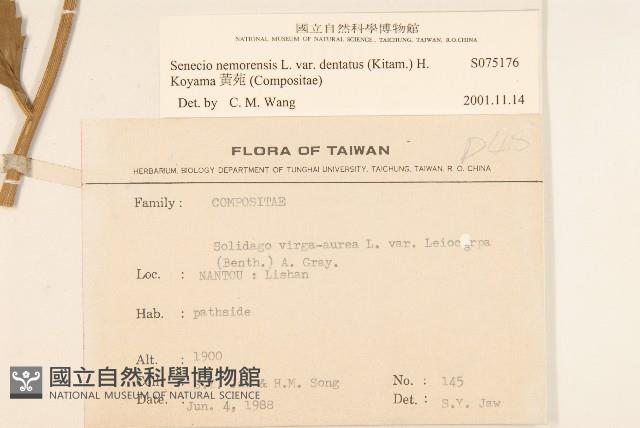 國立自然科學博物館
NATIONAL MUSEUM OF NATURAL SCIENCE, TAICHUNG, TAIWAN, R.O.CHINA
Senecio nemorensis L. var. dentatus (Kitam.) H. S075176
Koyama 黃菀 (Compositae)
Det. by C. M. Wang 2001.11.14
FLORA OF TAIWAN
HERBARIUM, BIOLOGY DEPARTMENT OF TUNGHAI UNIVERSITY, TAICHUNG, TAIWAN, R. O. CHINA
Family: COMPOSITAE
Solidago virga-aurea L. var. Leiocarpa
(Benth.) A. Gray.
Loc. : NANTOU : Lishan
Hab. : pathside
Alt. : 1900
& H.M. Song No. : 145
Date. Jun. 4, 1988 Det. : S.Y. Jaw
國立自然科學博物館
NATIONAL MUSEUM OF NATURAL SCIENCE